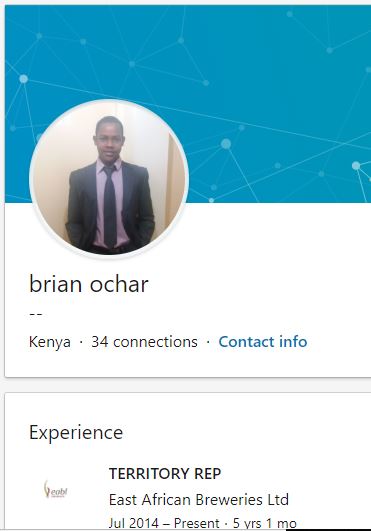 brian ochar
--
Kenya · 34 connections · Contact info
Experience
eabl
TERRITORY REP
East African Breweries Ltd
Jul 2014 – Present · 5 yrs 1 mo